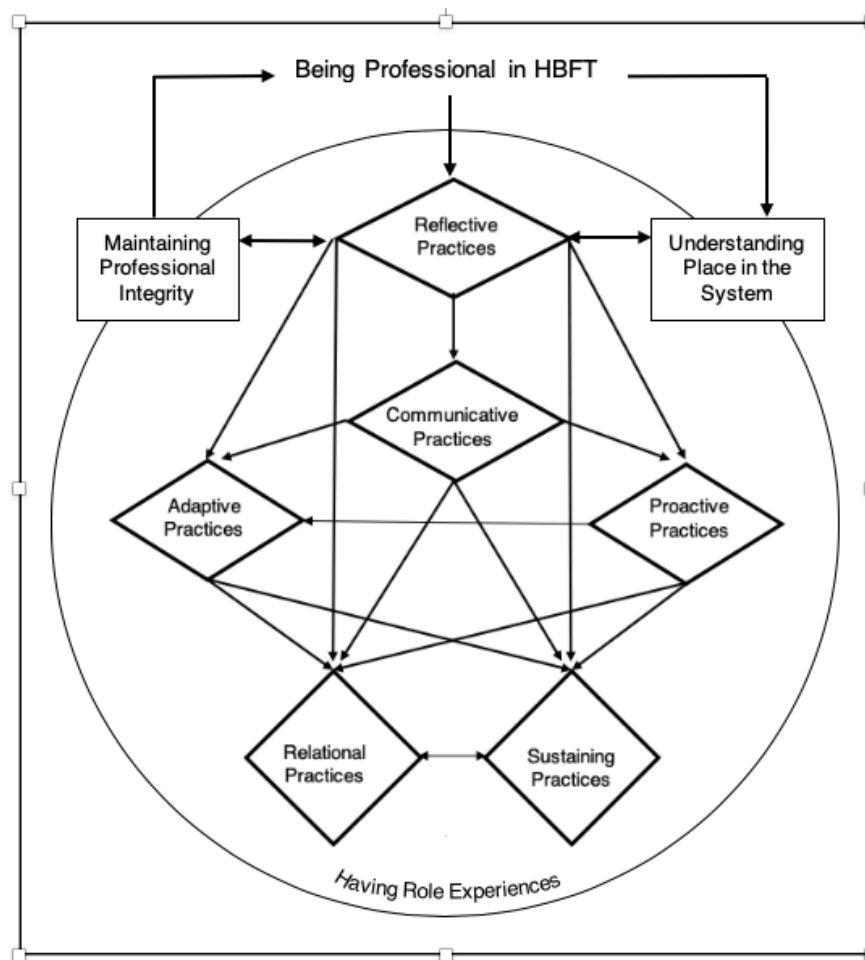 Being Professional in HBFT
Maintaining
Professional
Integrity
Reflective
Practices
Understanding
Place in the
System
Communicative
Practices
Adaptive
Practices
Proactive
Practices
Relational
Practices
Sustaining
Practices
Having Role Experiences